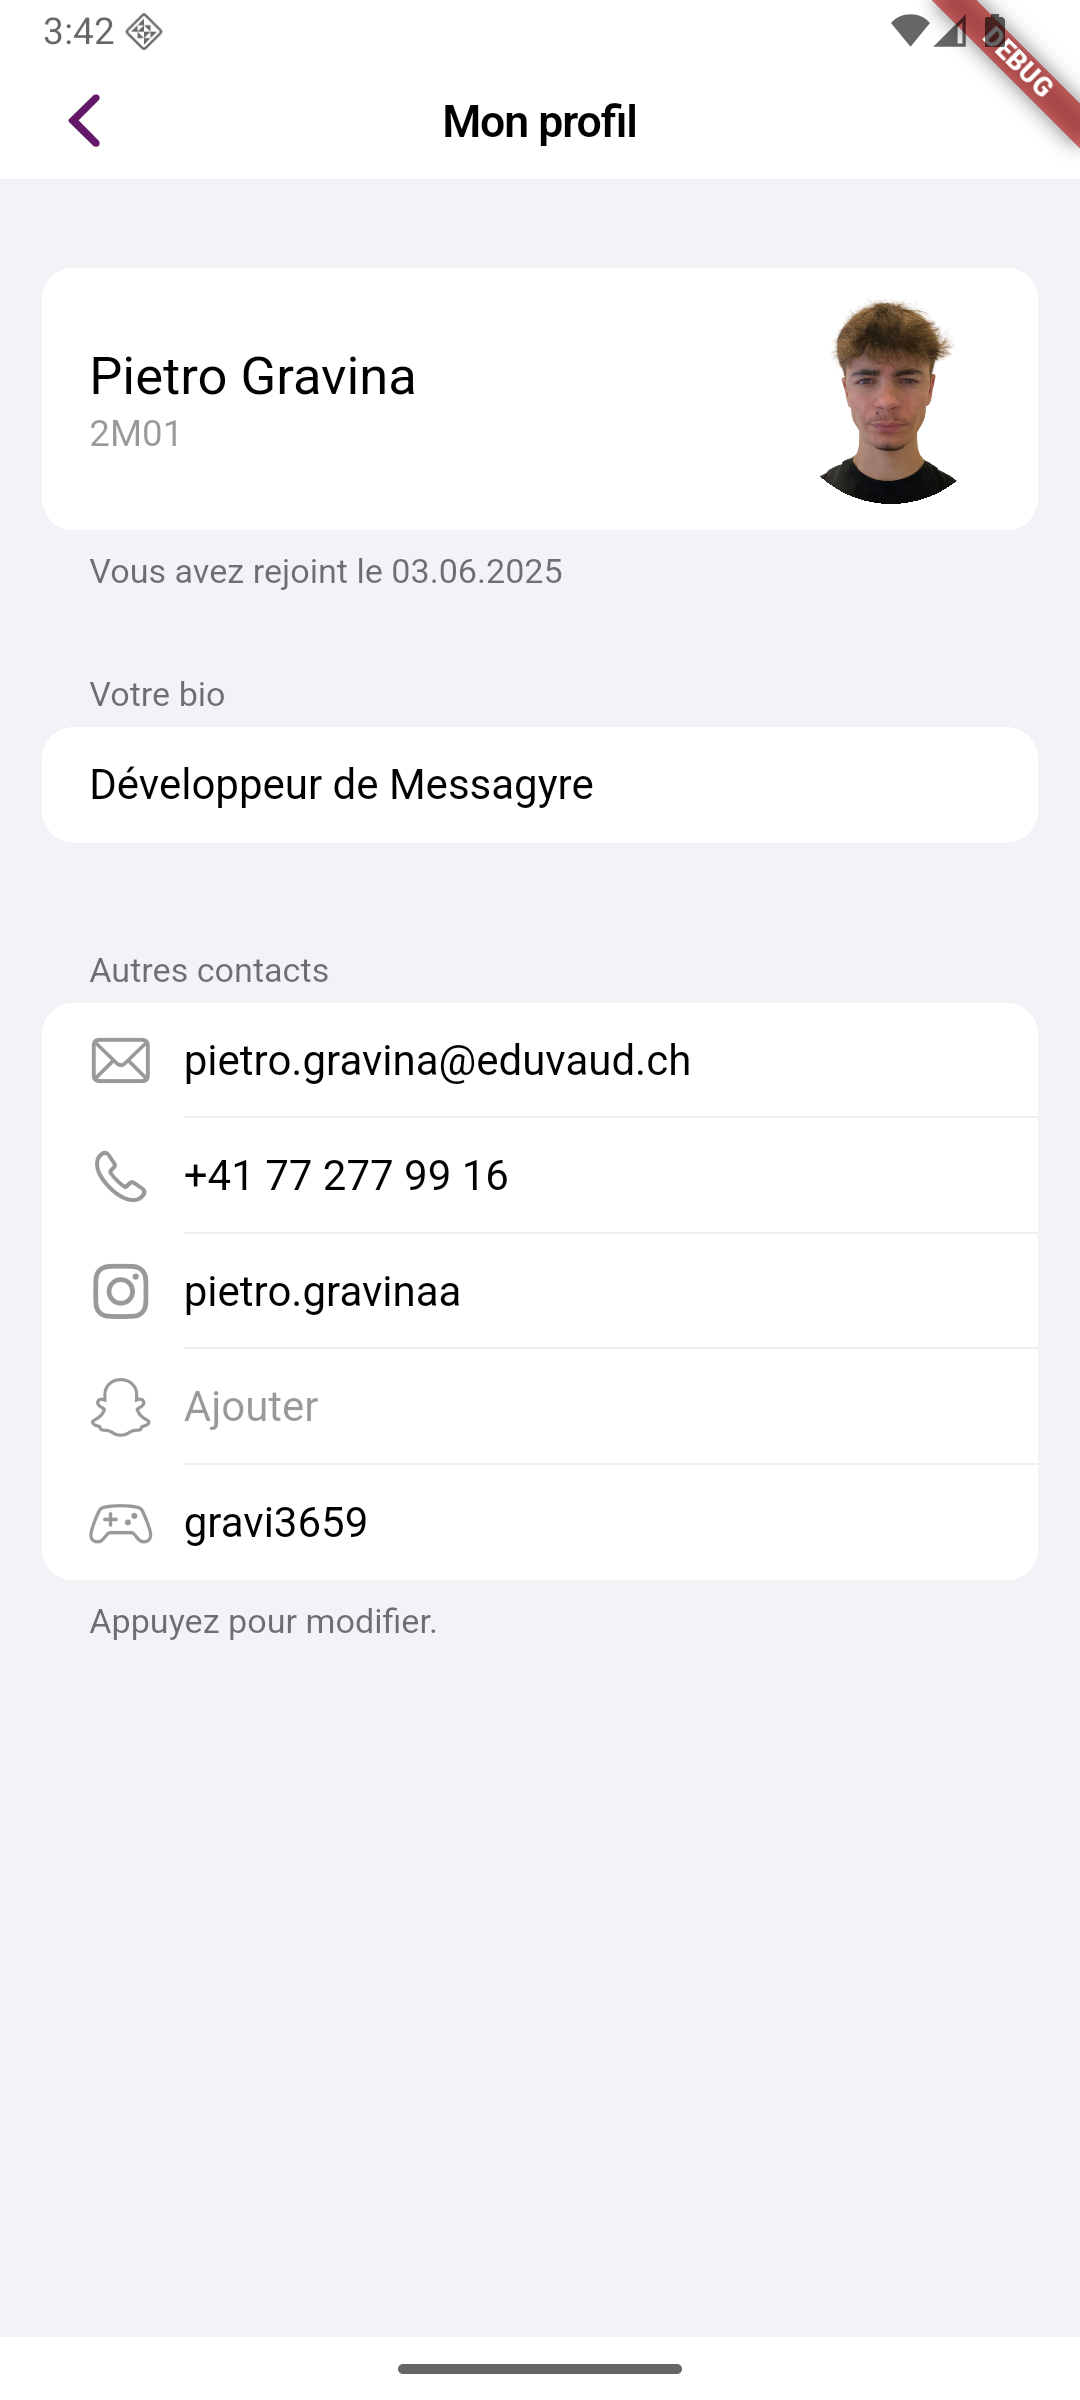 3:42
DEBUG
Mon profil
Pietro Gravina
2M01
Vous avez rejoint le 03.06.2025
Votre bio
Développeur de Messagyre
Autres contacts
pietro.gravina@eduvaud.ch
+41 77 277 99 16
pietro.gravinaa
Ajouter
gravi3659
Appuyez pour modifier.